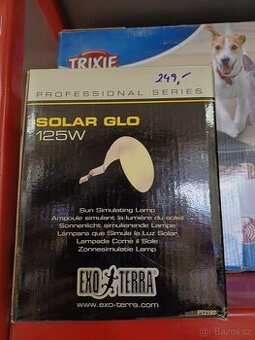 TRIXIE
PROFESSIONAL SERIES
249,-
SOLAR GLO
125W
Sun Simulating Lamp
Ampoule simulant la lumière du soleil
Sonnenlicht simulierende Lampe
Lámpara que Simula la Luz Solar
Lampada Come il Sole
Zonnesimulatie Lamp
EXO TERRA
www.exo-terra.com
PT2192